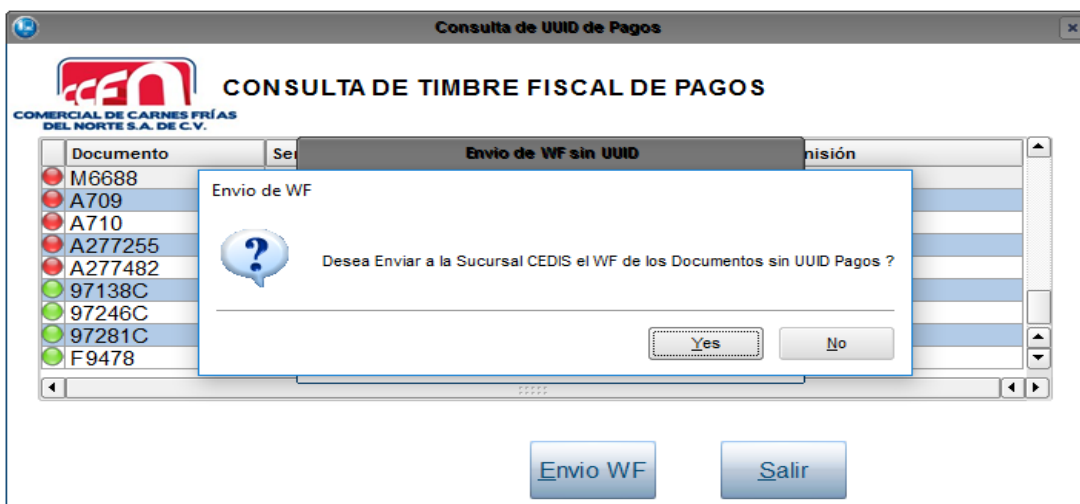 Consulta de UUID de Pagos
CCFN
CONSULTA DE TIMBRE FISCAL DE PAGOS
COMERCIAL DE CARNES FRÍAS
DEL NORTE S.A. DE C.V.
Documento Ser Envio de WF sin UUID nisión
M6688
Envio de WF
A709
A710
A277255
Desea Enviar a la Sucursal CEDIS el WF de los Documentos sin UUID Pagos ?
A277482
97138C
97246C
97281C
Yes No
F9478
Envio WF Salir